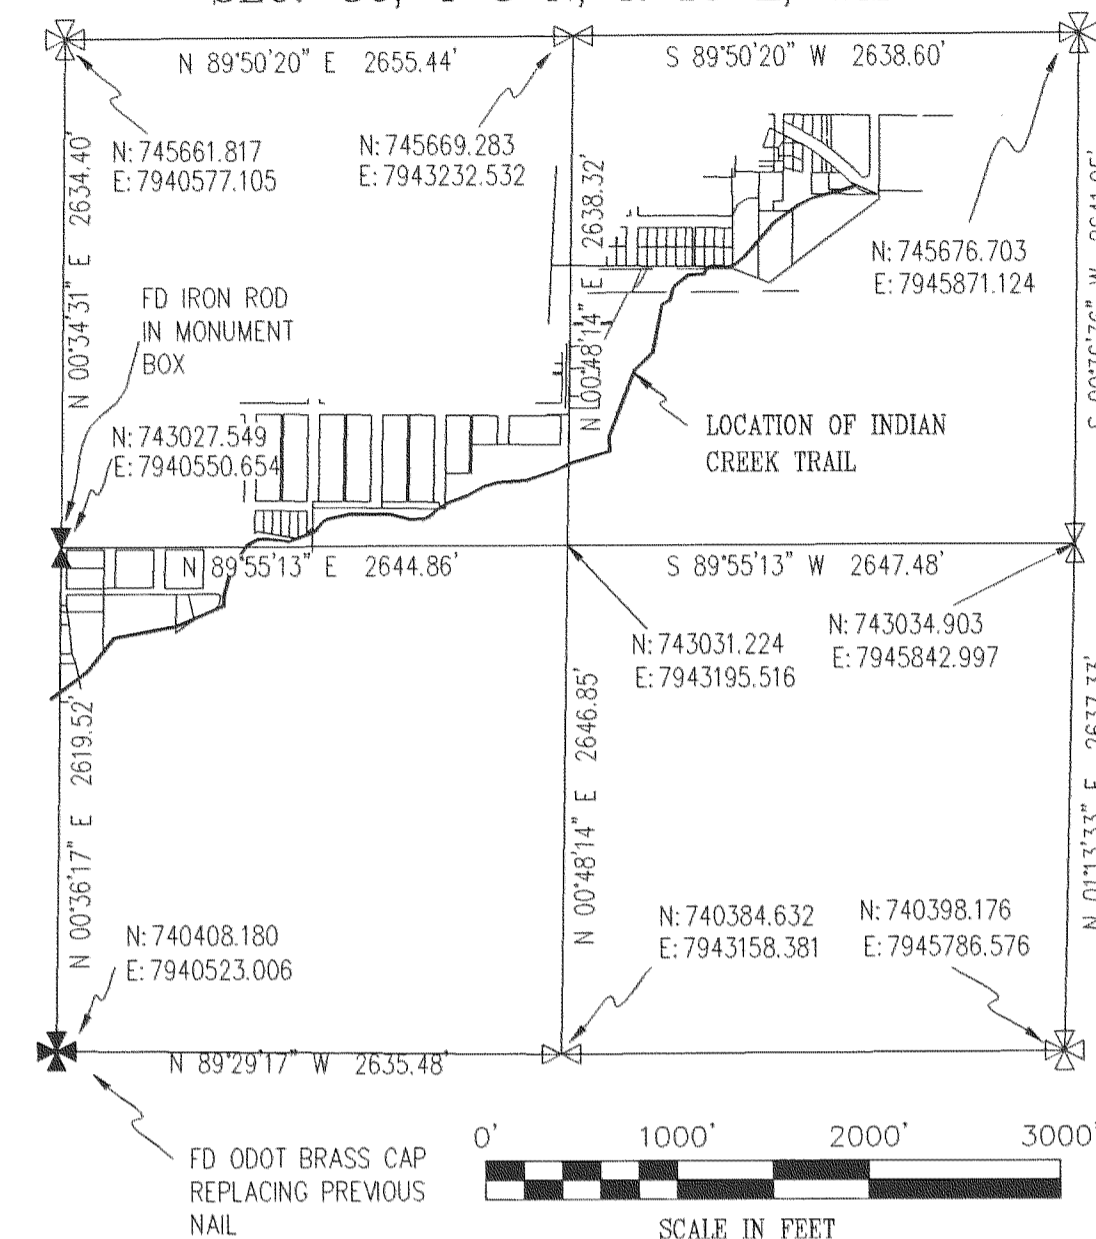 N 89°50'20" E 2655.44'
S 89°50'20" W 2638.60'
N: 745661.817
E: 7940577.105
N: 745669.283
E: 7943232.532
N 00°34'31" E 2634.40'
N 00°48'14" E 2638.32'
N: 745676.703
E: 7945871.124
FD IRON ROD
IN MONUMENT
BOX
N: 743027.549
E: 7940550.654
LOCATION OF INDIAN
CREEK TRAIL
N 89°55'13" E 2644.86'
S 89°55'13" W 2647.48'
N: 743031.224
E: 7943195.516
N: 743034.903
E: 7945842.997
N 00°36'17" E 2619.52'
N 00°48'14" E 2646.85'
N 01°13'33" E 2637.33'
N: 740408.180
E: 7940523.006
N: 740384.632
E: 7943158.381
N: 740398.176
E: 7945786.576
N 89°29'17" W 2635.48'
FD ODOT BRASS CAP
REPLACING PREVIOUS
NAIL
0' 1000' 2000' 3000'
SCALE IN FEET